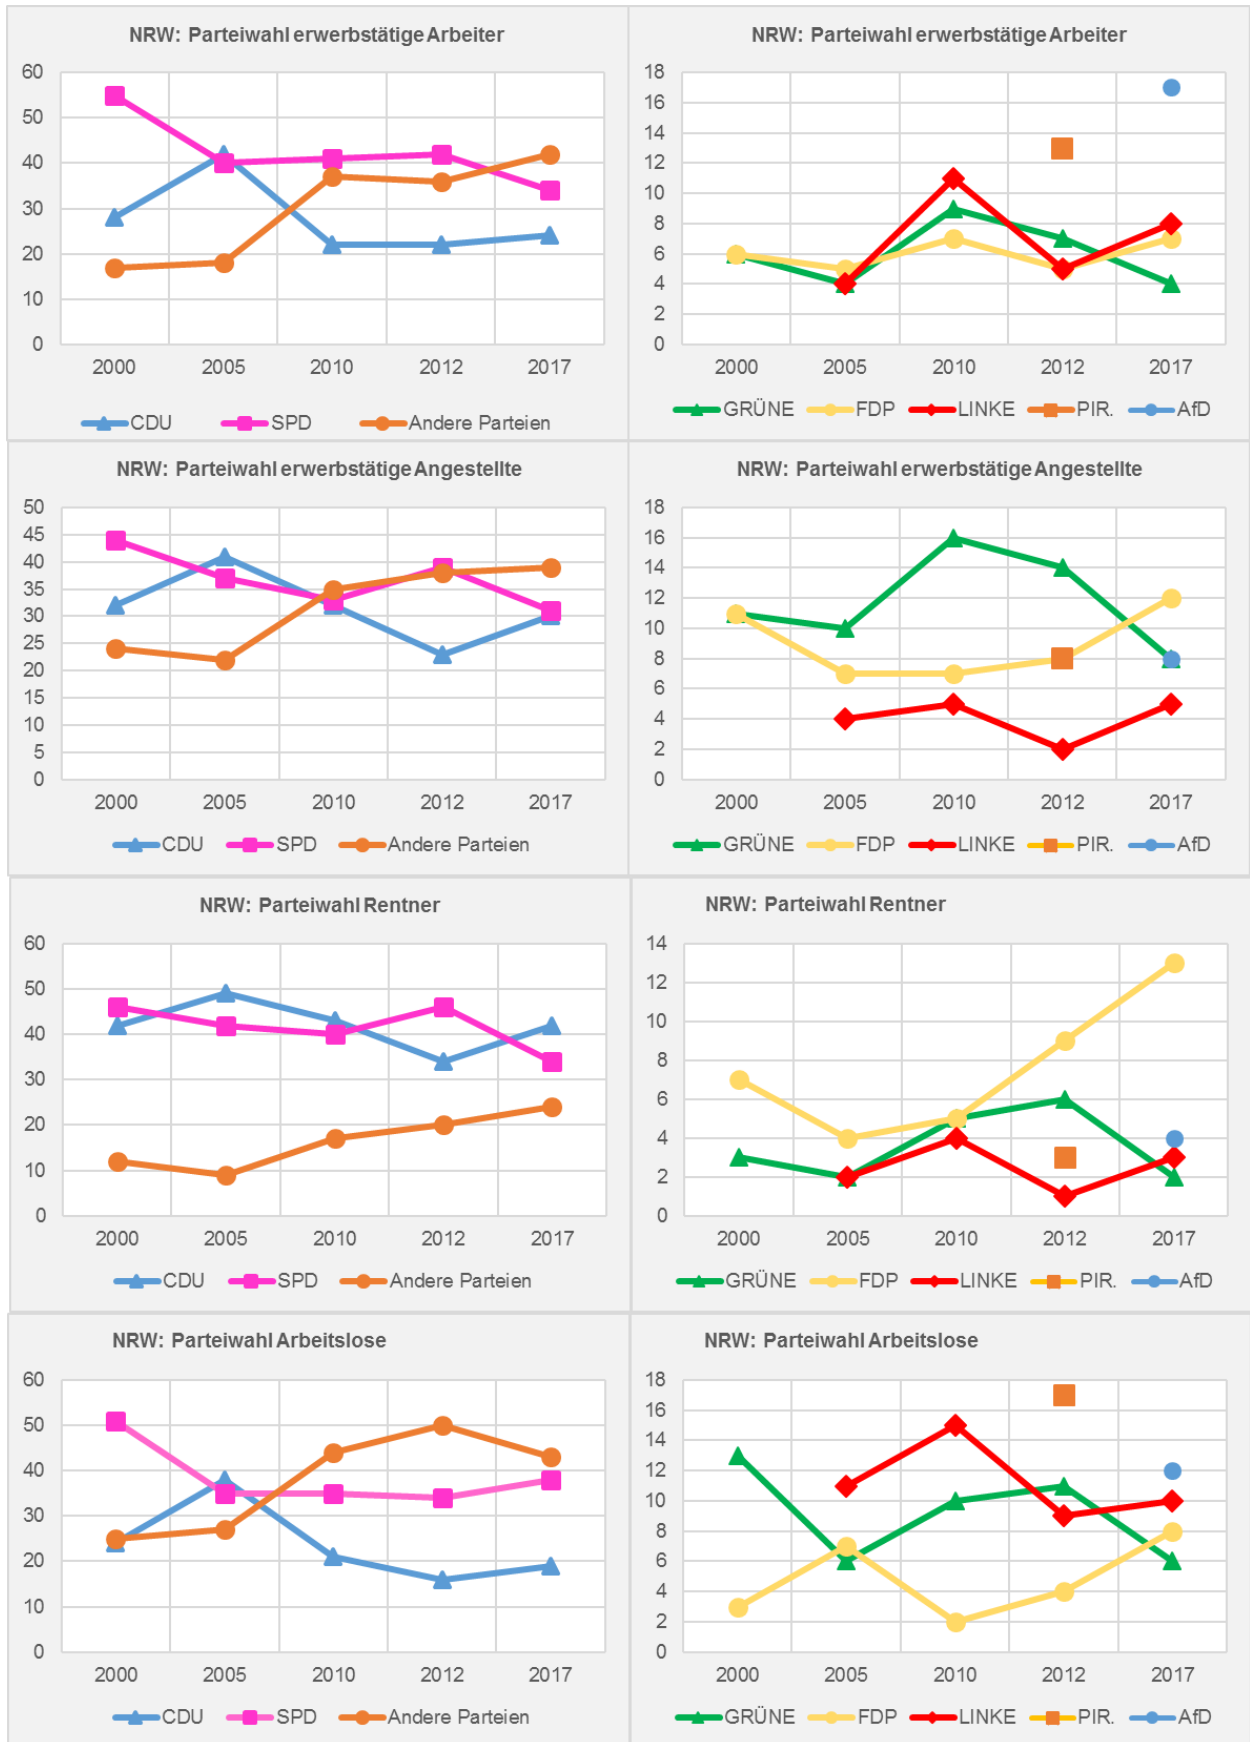 NRW: Parteiwahl erwerbstätige Arbeiter
60
50
40
30
20
10
0
2000 2005 2010 2012 2017
CDU SPD Andere Parteien
NRW: Parteiwahl erwerbstätige Arbeiter
18
16
14
12
10
8
6
4
2
0
2000 2005 2010 2012 2017
GRÜNE FDP LINKE PIR. AfD
NRW: Parteiwahl erwerbstätige Angestellte
50
45
40
35
30
25
20
15
10
5
0
2000 2005 2010 2012 2017
CDU SPD Andere Parteien
NRW: Parteiwahl erwerbstätige Angestellte
18
16
14
12
10
8
6
4
2
0
2000 2005 2010 2012 2017
GRÜNE FDP LINKE PIR. AfD
NRW: Parteiwahl Rentner
60
50
40
30
20
10
0
2000 2005 2010 2012 2017
CDU SPD Andere Parteien
NRW: Parteiwahl Rentner
14
12
10
8
6
4
2
0
2000 2005 2010 2012 2017
GRÜNE FDP LINKE PIR. AfD
NRW: Parteiwahl Arbeitslose
60
50
40
30
20
10
0
2000 2005 2010 2012 2017
CDU SPD Andere Parteien
NRW: Parteiwahl Arbeitslose
18
16
14
12
10
8
6
4
2
0
2000 2005 2010 2012 2017
GRÜNE FDP LINKE PIR. AfD